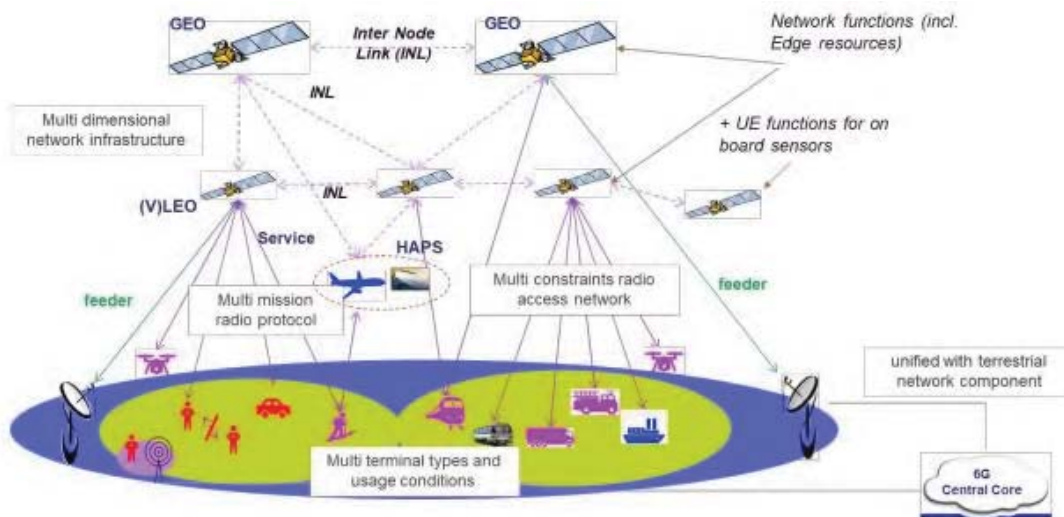 GEO
Inter Node
Link (INL)
GEO
Network functions (incl.
Edge resources)
INL
Multi dimensional
network infrastructure
+ UE functions for on
board sensors
(V)LEO
INL
Service
HAPS
feeder
Multi mission
radio protocol
Multi constraints radio
access network
feeder
unified with terrestrial
network component
Multi terminal types and
usage conditions
6G
Central Core